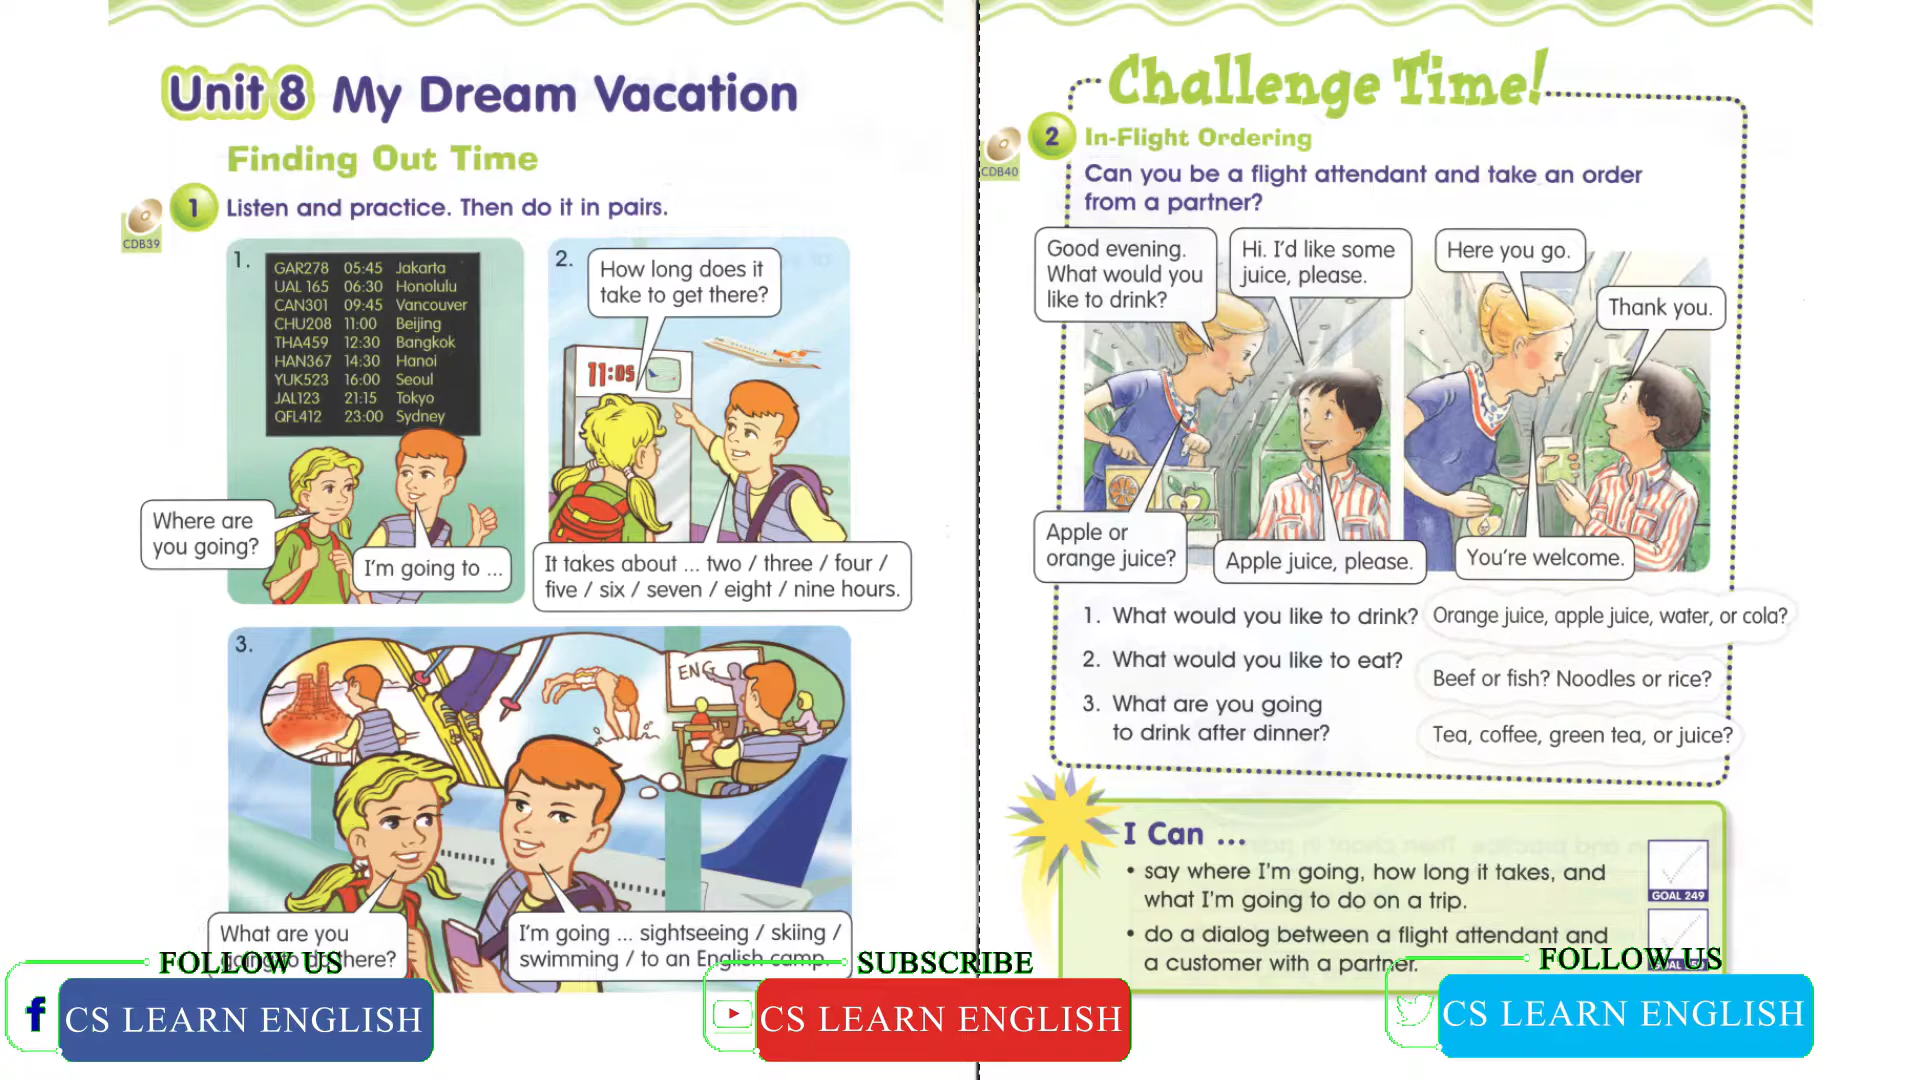 Unit 8 My Dream Vacation
Finding Out Time
CDB39
1 Listen and practice. Then do it in pairs.
1.
GAR278 05:45 Jakarta
UAL 165 06:30 Honolulu
CAN301 09:45 Vancouver
CHU208 11:00 Beijing
THA459 12:30 Bangkok
HAN367 14:30 Hanoi
YUK523 16:00 Seoul
JAL123 21:15 Tokyo
QFL412 23:00 Sydney
Where are
you going?
I'm going to ...
2.
How long does it
take to get there?
11:05
It takes about ... two / three / four /
five / six / seven / eight / nine hours.
3.
ENG
What are you
going to do there?
I'm going ... sightseeing / skiing /
swimming / to an English camp.
Challenge Time!
CDB40
2 In-Flight Ordering
Can you be a flight attendant and take an order
from a partner?
Good evening.
What would you
like to drink?
Hi. I'd like some
juice, please.
Here you go.
Thank you.
Apple or
orange juice?
Apple juice, please.
You're welcome.
1. What would you like to drink? Orange juice, apple juice, water, or cola?
2. What would you like to eat? Beef or fish? Noodles or rice?
3. What are you going
to drink after dinner? Tea, coffee, green tea, or juice?
I Can ...
• say where I'm going, how long it takes, and
what I'm going to do on a trip.
GOAL 249
• do a dialog between a flight attendant and
a customer with a partner.
FOLLOW US
f CS LEARN ENGLISH
SUBSCRIBE
CS LEARN ENGLISH
FOLLOW US
CS LEARN ENGLISH